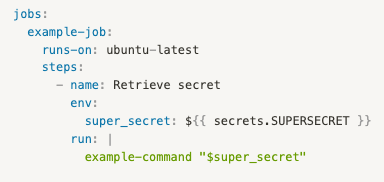 jobs:
  example-job:
    runs-on: ubuntu-latest
    steps:
      - name: Retrieve secret
        env:
          super_secret: ${{ secrets.SUPERSECRET }}
        run: |
          example-command "$super_secret"